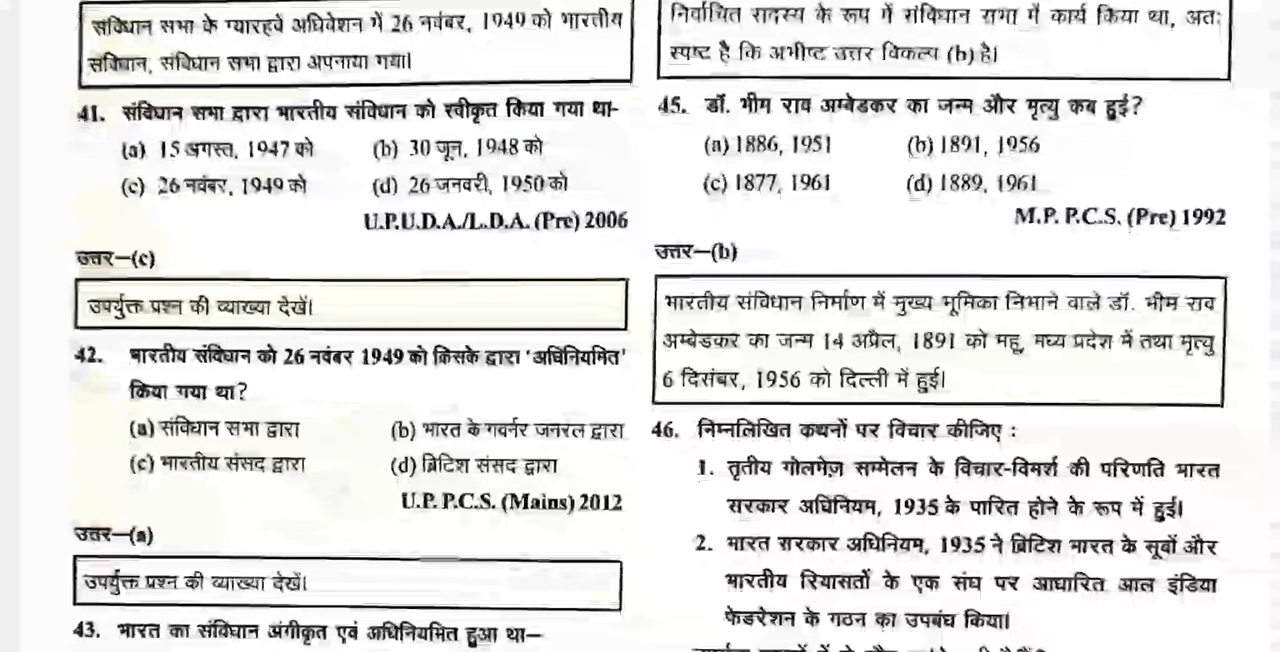 संविधान सभा के ग्यारहवें अधिवेशन में 26 नवंबर, 1949 को भारतीय
संविधान, संविधान सभा द्वारा अपनाया गया।
41. संविधान सभा द्वारा भारतीय संविधान को स्वीकृत किया गया था-
(a) 15 अगस्त, 1947 को (b) 30 जून, 1948 को
(c) 26 नवंबर, 1949 को (d) 26 जनवरी, 1950 को
U.P.U.D.A./L.D.A. (Pre) 2006
उत्तर—(c)
उपर्युक्त प्रश्न की व्याख्या देखें।
42. भारतीय संविधान को 26 नवंबर 1949 को किसके द्वारा 'अधिनियमित'
किया गया था?
(a) संविधान सभा द्वारा (b) भारत के गवर्नर जनरल द्वारा
(c) भारतीय संसद द्वारा (d) ब्रिटिश संसद द्वारा
U.P. P.C.S. (Mains) 2012
उत्तर—(a)
उपर्युक्त प्रश्न की व्याख्या देखें।
43. भारत का संविधान अंगीकृत एवं अधिनियमित हुआ था—
निर्वाचित सदस्य के रूप में संविधान सभा में कार्य किया था, अतः
स्पष्ट है कि अभीष्ट उत्तर विकल्प (b) है।
45. डॉ. भीम राव अम्बेडकर का जन्म और मृत्यु कब हुई?
(a) 1886, 1951 (b) 1891, 1956
(c) 1877, 1961 (d) 1889, 1961
M.P. P.C.S. (Pre) 1992
उत्तर—(b)
भारतीय संविधान निर्माण में मुख्य भूमिका निभाने वाले डॉ. भीम राव
अम्बेडकर का जन्म 14 अप्रैल, 1891 को महू, मध्य प्रदेश में तथा मृत्यु
6 दिसंबर, 1956 को दिल्ली में हुई।
46. निम्नलिखित कथनों पर विचार कीजिए :
1. तृतीय गोलमेज़ सम्मेलन के विचार-विमर्श की परिणति भारत
सरकार अधिनियम, 1935 के पारित होने के रूप में हुई।
2. भारत सरकार अधिनियम, 1935 ने ब्रिटिश भारत के सूबों और
भारतीय रियासतों के एक संघ पर आधारित आल इंडिया
फेडरेशन के गठन का उपबंध किया।